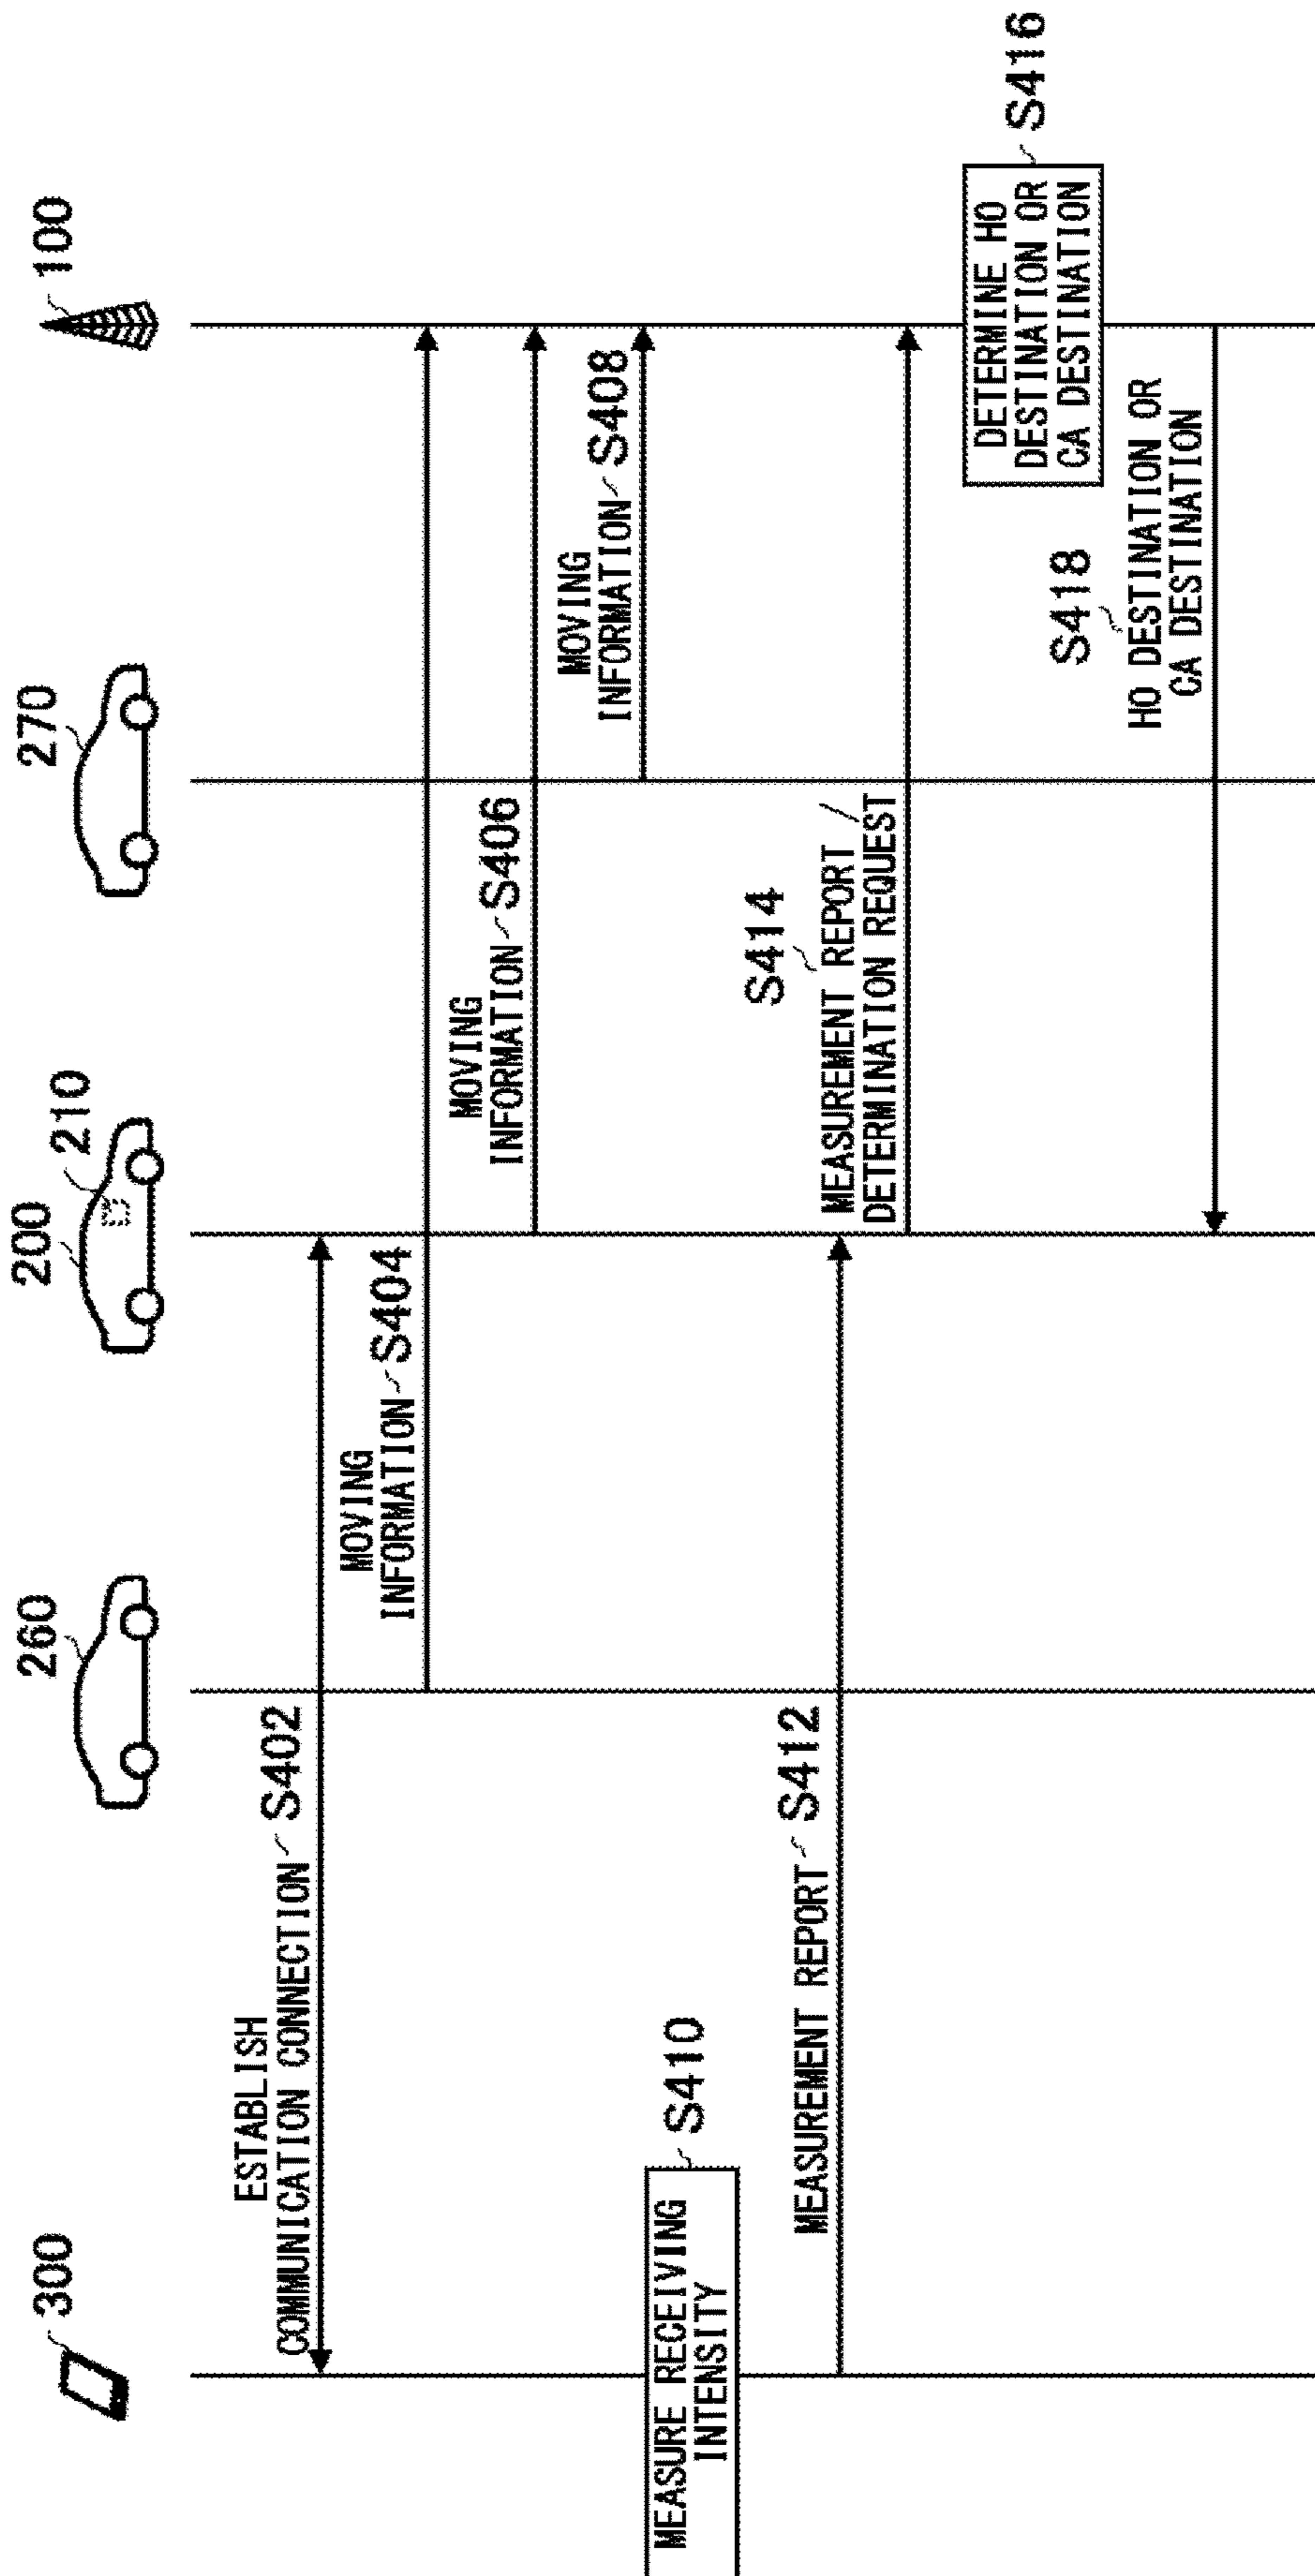 300
260
200
210
270
100
ESTABLISH
COMMUNICATION CONNECTION
S402
MOVING
INFORMATION
S404
MOVING
INFORMATION
S406
MOVING
INFORMATION
S408
MEASURE RECEIVING
INTENSITY
S410
MEASUREMENT REPORT
S412
S414
MEASUREMENT REPORT /
DETERMINATION REQUEST
DETERMINE HO
DESTINATION OR
CA DESTINATION
S416
S418
HO DESTINATION OR
CA DESTINATION